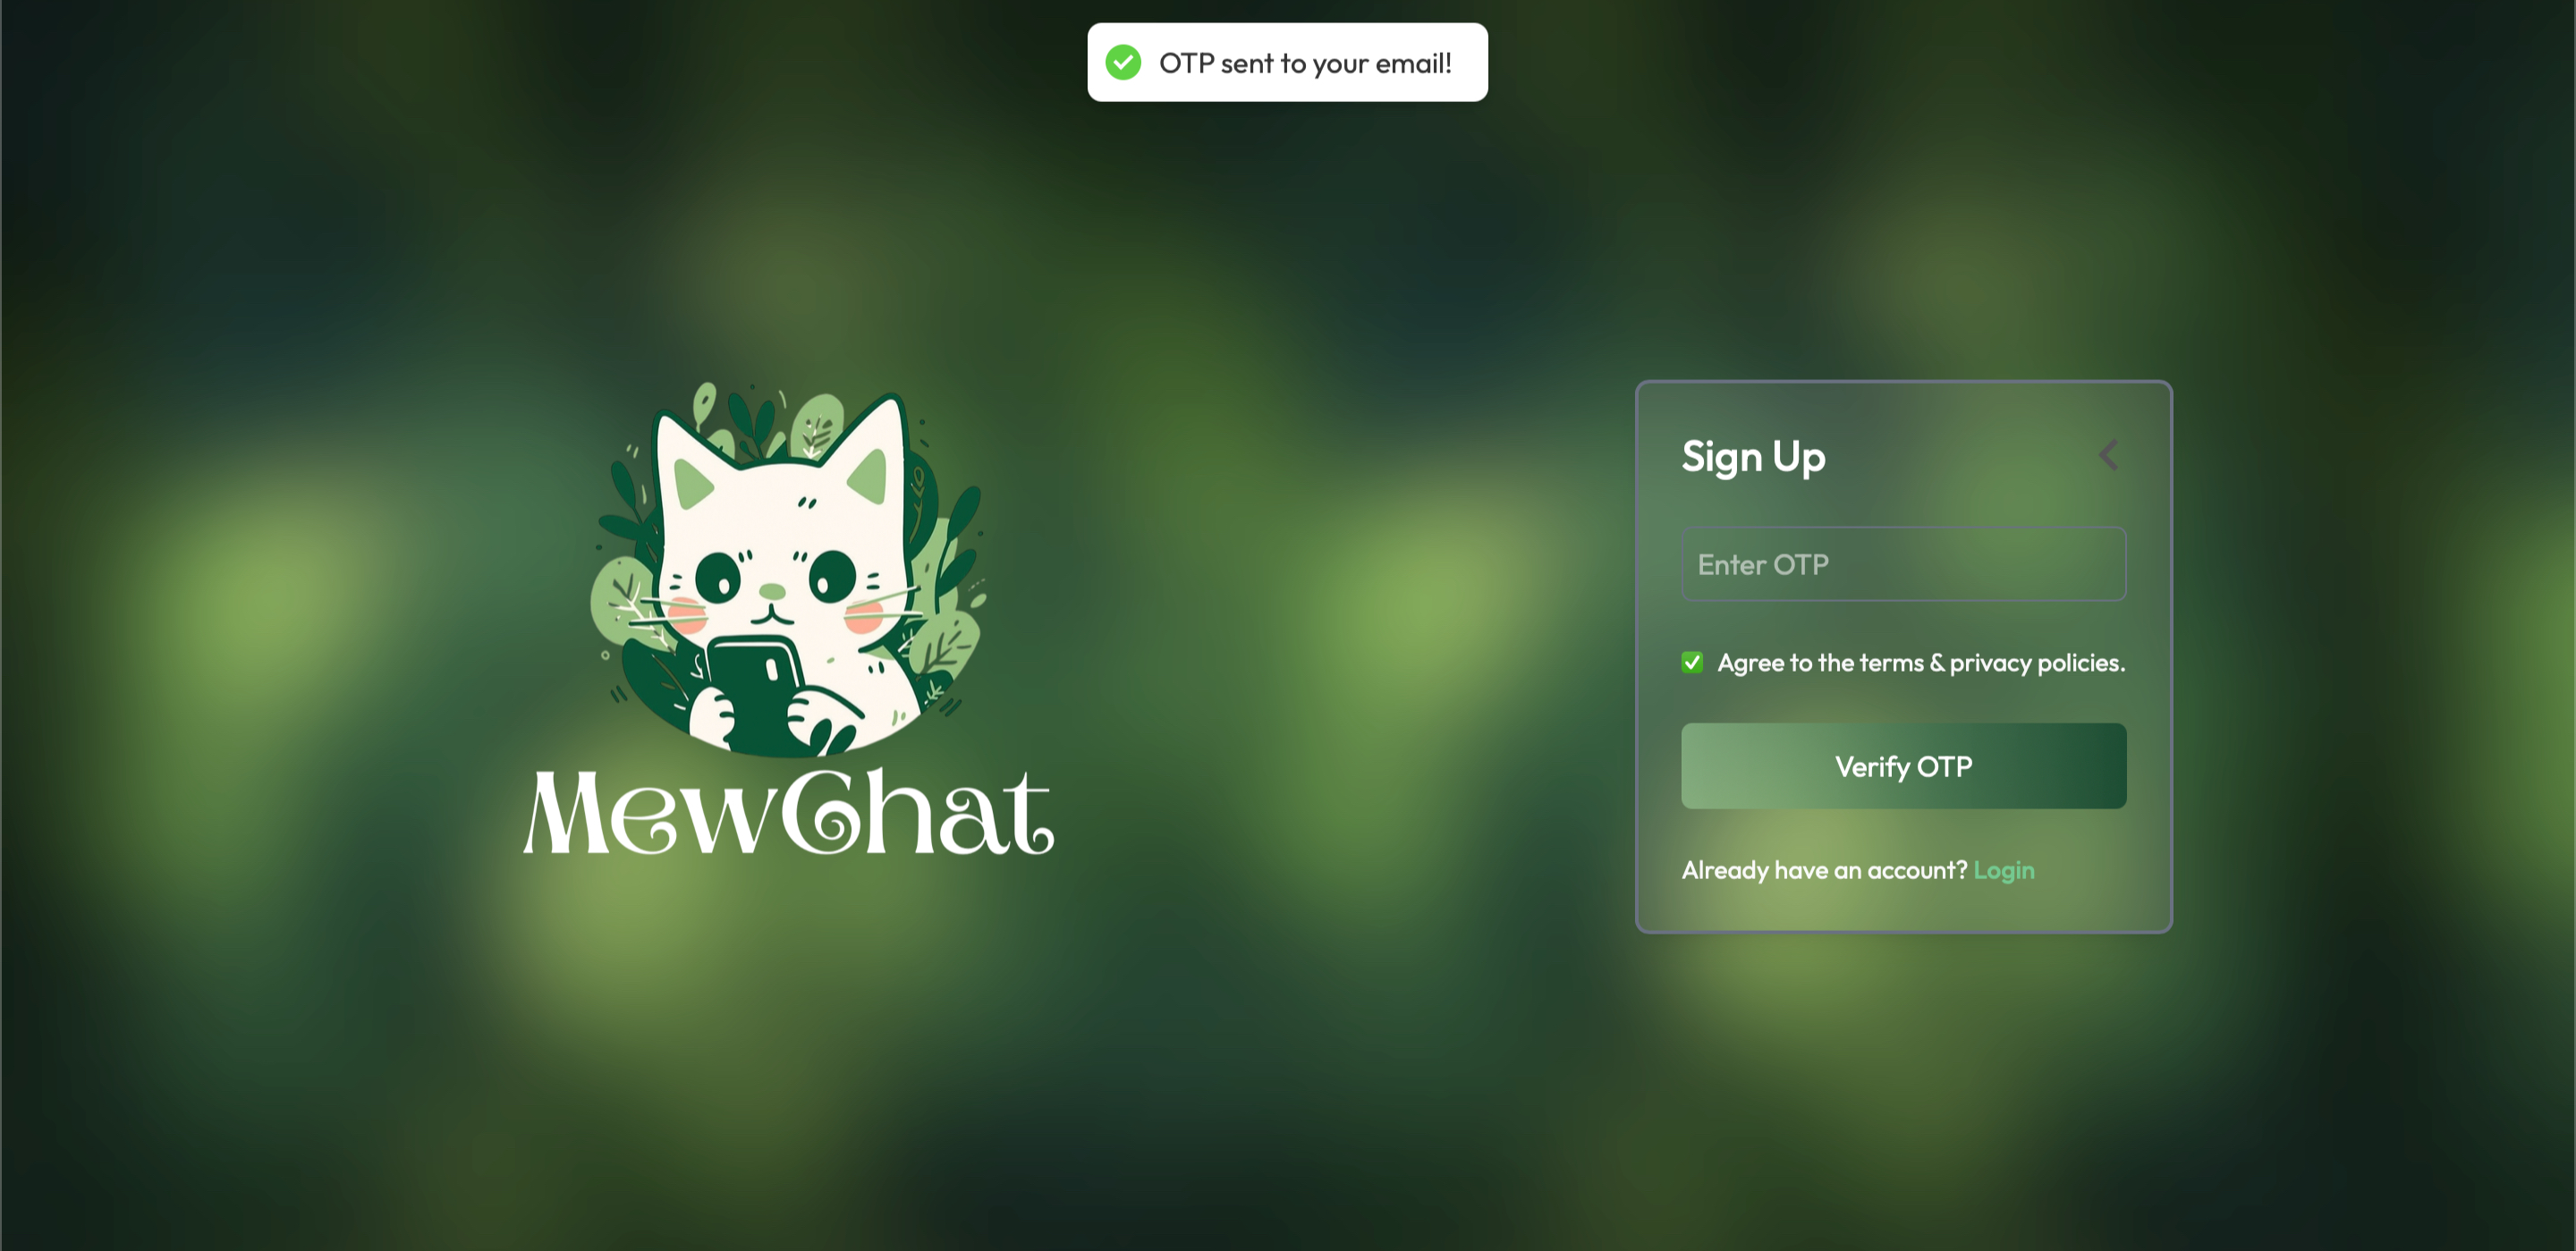 OTP sent to your email!
MewChat
Sign Up
Enter OTP
Agree to the terms & privacy policies.
Verify OTP
Already have an account? Login